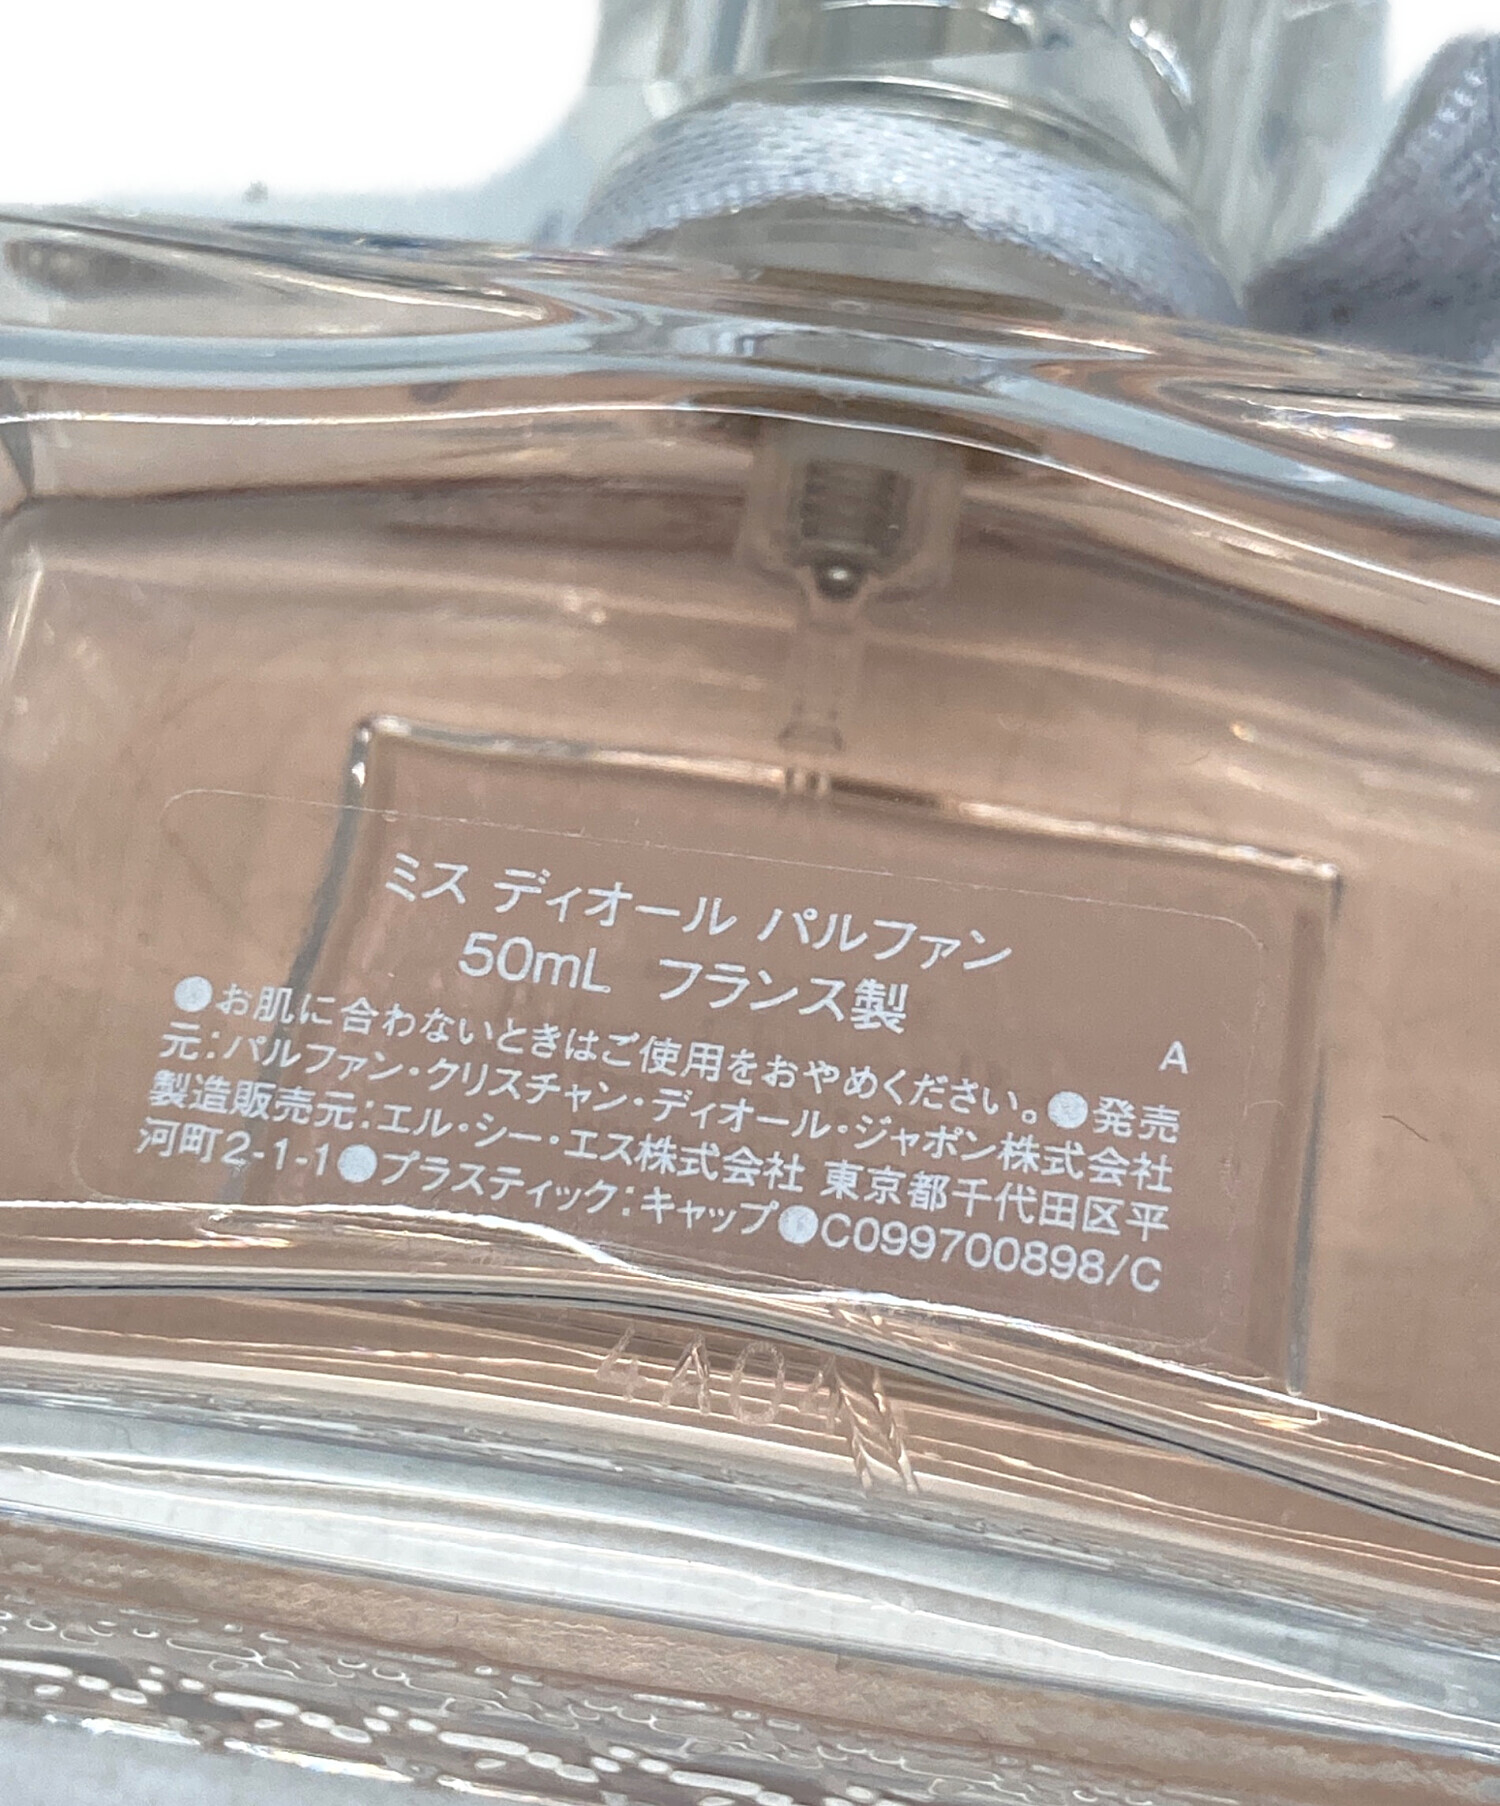 ミス ディオール パルファン
50mL フランス製
A
●お肌に合わないときはご使用をおやめください。●発売
元:パルファン・クリスチャン・ディオール・ジャポン株式会社
製造販売元:エル・シー・エス株式会社 東京都千代田区平
河町2-1-1●プラスティック:キャップ●C099700898/C
4A04